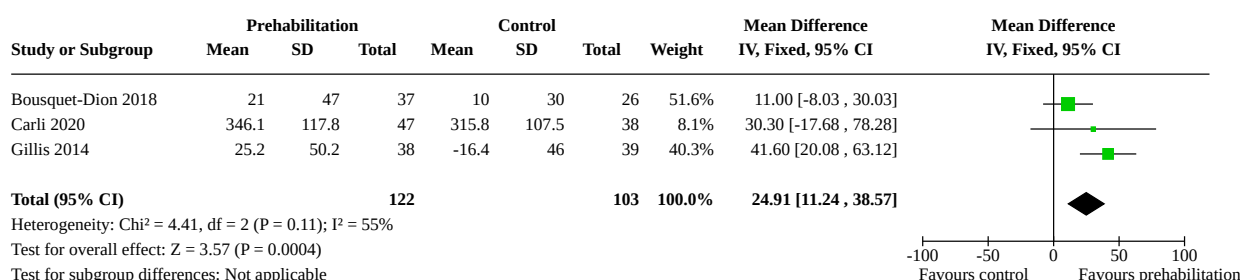 Prehabilitation Control Mean Difference Mean Difference
Study or Subgroup Mean SD Total Mean SD Total Weight IV, Fixed, 95% CI IV, Fixed, 95% CI
Bousquet-Dion 2018 21 47 37 10 30 26 51.6% 11.00 [-8.03 , 30.03]
Carli 2020 346.1 117.8 47 315.8 107.5 38 8.1% 30.30 [-17.68 , 78.28]
Gillis 2014 25.2 50.2 38 -16.4 46 39 40.3% 41.60 [20.08 , 63.12]
Total (95% CI) 122 103 100.0% 24.91 [11.24 , 38.57]
Heterogeneity: Chi² = 4.41, df = 2 (P = 0.11); I² = 55%
Test for overall effect: Z = 3.57 (P = 0.0004)
-100 -50 0 50 100
Test for subgroup differences: Not applicable Favours control Favours prehabilitation